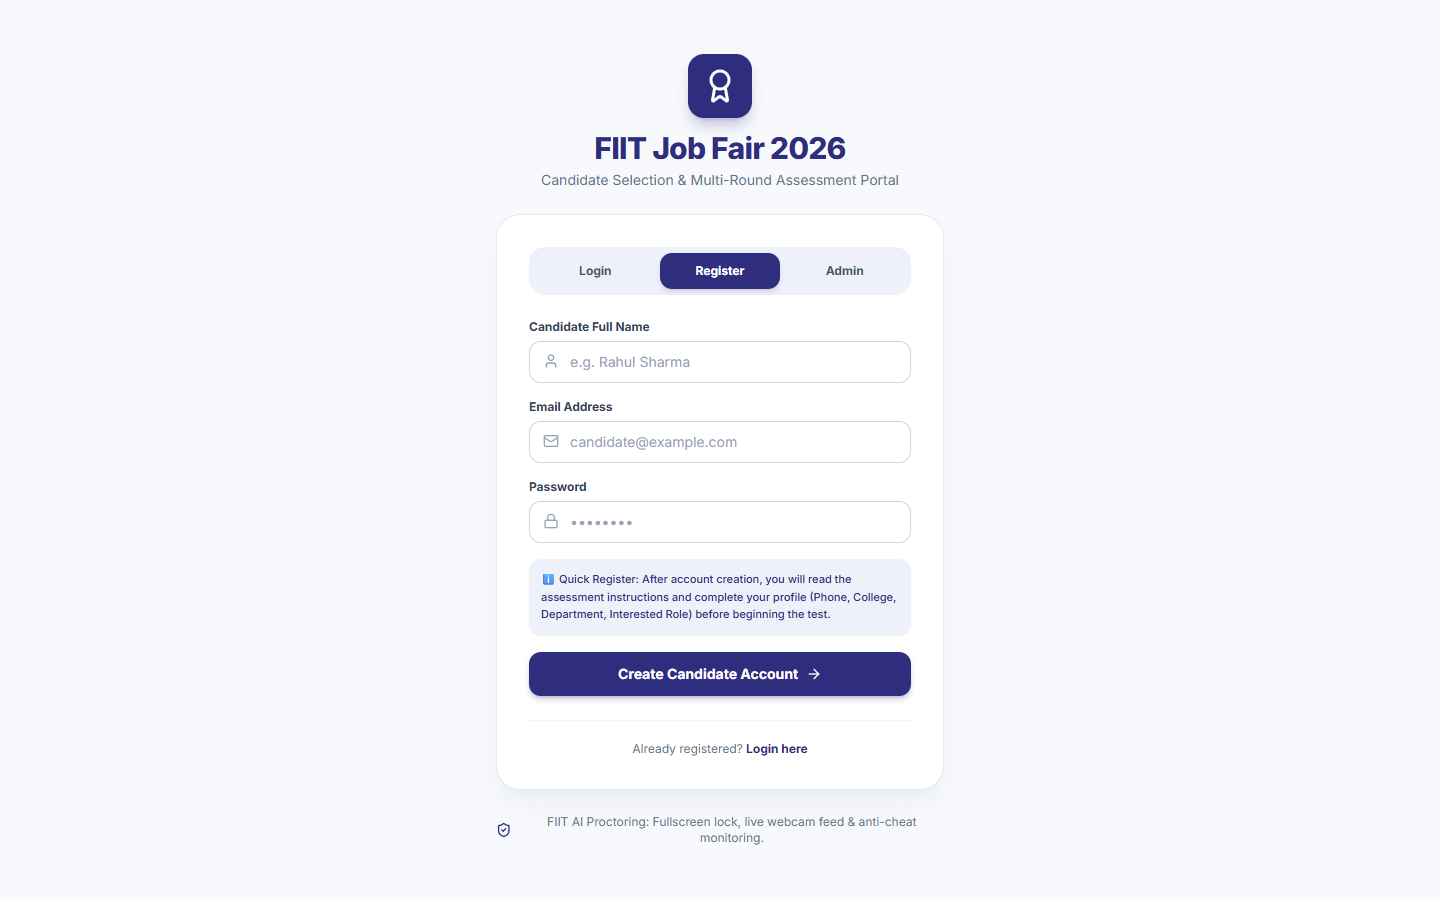 FIIT Job Fair 2026
Candidate Selection & Multi-Round Assessment Portal
Login
Register
Admin
Candidate Full Name
e.g. Rahul Sharma
Email Address
candidate@example.com
Password
••••••••
ℹ️ Quick Register: After account creation, you will read the
assessment instructions and complete your profile (Phone, College,
Department, Interested Role) before beginning the test.
Create Candidate Account →
Already registered? Login here
FIIT AI Proctoring: Fullscreen lock, live webcam feed & anti-cheat
monitoring.